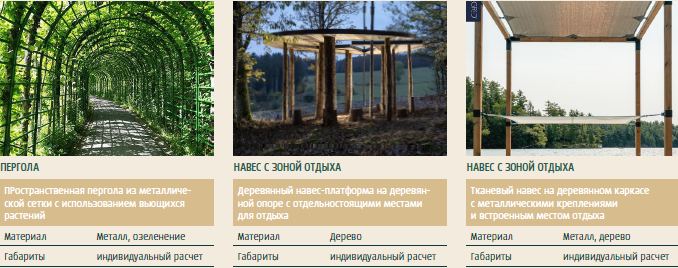 ПЕРГОЛА
ПРостранственная пергола из металличе-
ской сетки с использованием вьющихся
растений
Материал Металл, озеленение
Габариты индивидуальный расчет
НАВЕС С ЗОНОЙ ОТДЫХА
Деревянный навес-платформа на деревян-
ной опоре с отдельностоящими местами
для отдыха
Материал Дерево
Габариты индивидуальный расчет
НАВЕС С ЗОНОЙ ОТДЫХА
Тканевый навес на деревянном каркасе
с металлическими креплениями
и встроенным местом отдыха
Материал Металл, дерево
Габариты индивидуальный расчет